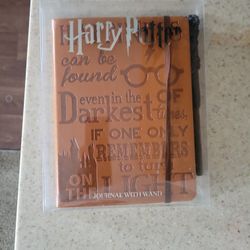 Harry Potter
HAPPINESS
can be
found
even in the
Darkest OF
times,
IF ONE ONLY
REMEMBERS
to turn
ON THE LIGHT
JOURNAL WITH WAND